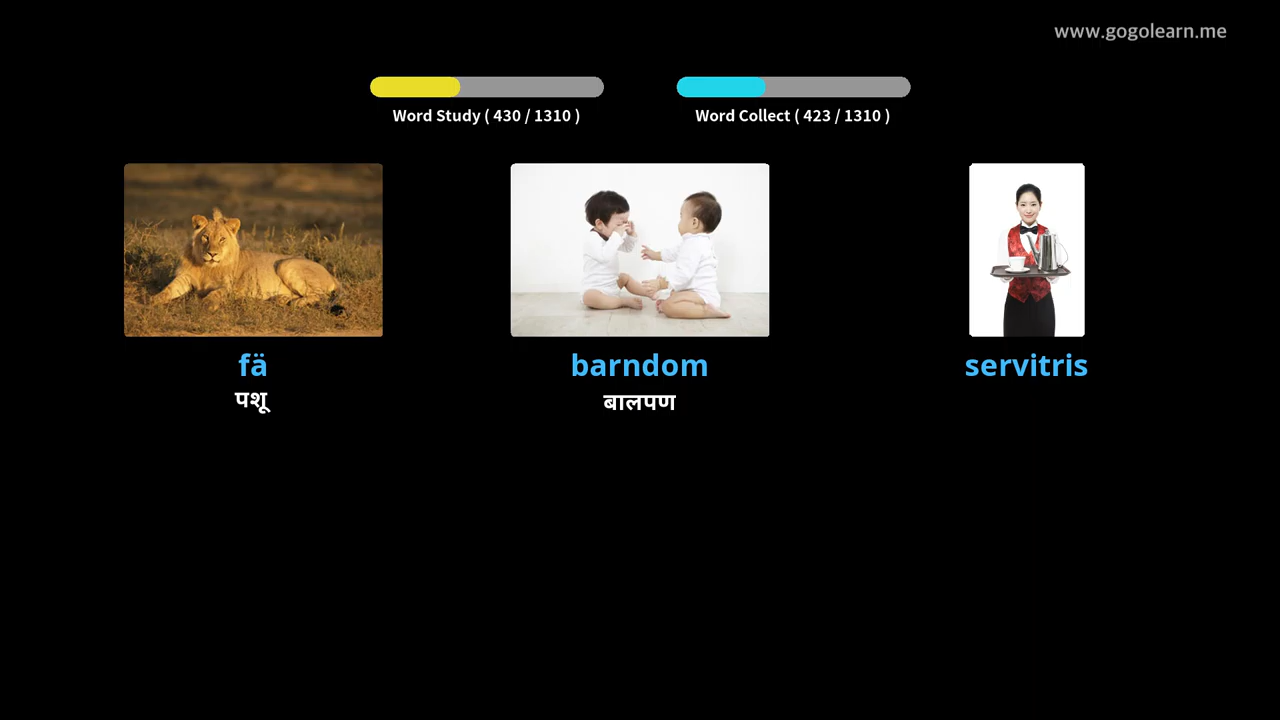 www.gogolearn.me
Word Study ( 430 / 1310 )
Word Collect ( 423 / 1310 )
fä
पशू
barndom
बालपण
servitris